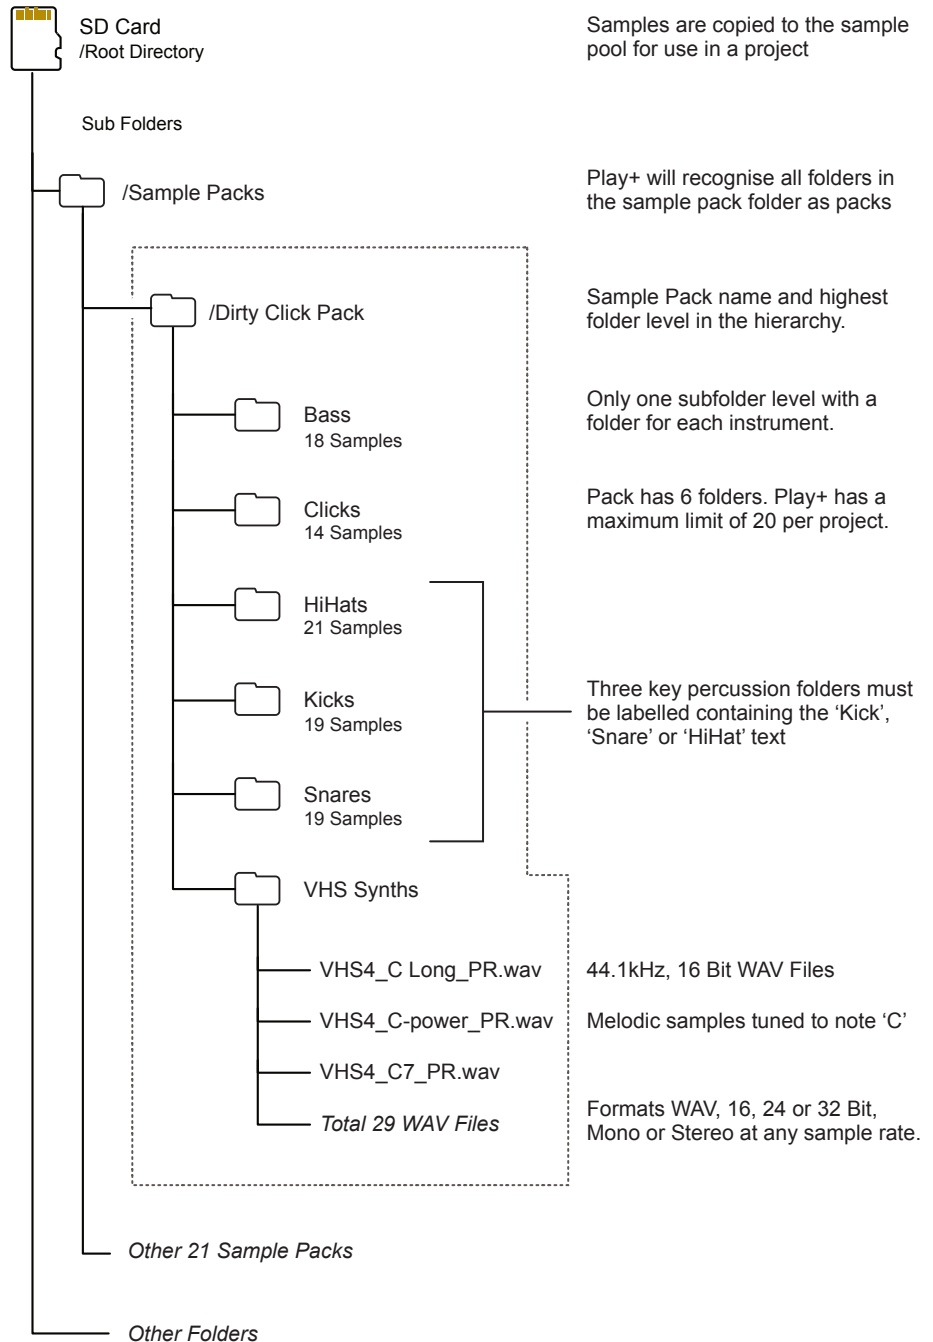 SD Card
/Root Directory
Samples are copied to the sample
pool for use in a project
Sub Folders
/Sample Packs
Play+ will recognise all folders in
the sample pack folder as packs
/Dirty Click Pack
Sample Pack name and highest
folder level in the hierarchy.
Bass
18 Samples
Only one subfolder level with a
folder for each instrument.
Clicks
14 Samples
Pack has 6 folders. Play+ has a
maximum limit of 20 per project.
HiHats
21 Samples
Kicks
19 Samples
Three key percussion folders must
be labelled containing the ‘Kick’,
‘Snare’ or ‘HiHat’ text
Snares
19 Samples
VHS Synths
VHS4_C Long_PR.wav
44.1kHz, 16 Bit WAV Files
VHS4_C-power_PR.wav
Melodic samples tuned to note ‘C’
VHS4_C7_PR.wav
Total 29 WAV Files
Formats WAV, 16, 24 or 32 Bit,
Mono or Stereo at any sample rate.
Other 21 Sample Packs
Other Folders